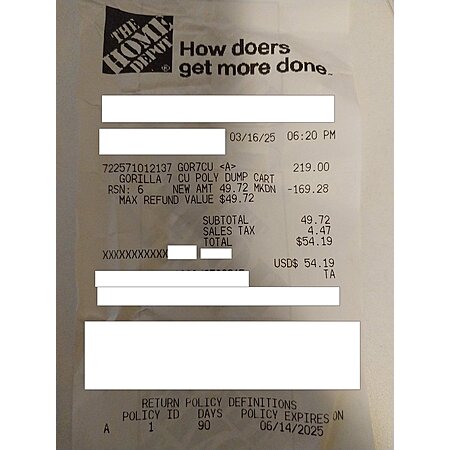 THE
HOME
DEPOT ®
How doers
get more done.™
03/16/25 06:20 PM
722571012137 GOR7CU <A> 219.00
GORILLA 7 CU POLY DUMP CART
RSN: 6 NEW AMT 49.72 MKDN -169.28
MAX REFUND VALUE $49.72
SUBTOTAL 49.72
SALES TAX 4.47
TOTAL $54.19
XXXXXXXXXXX
USD$ 54.19
TA
RETURN POLICY DEFINITIONS
POLICY ID DAYS POLICY EXPIRES ON
A 1 90 06/14/2025